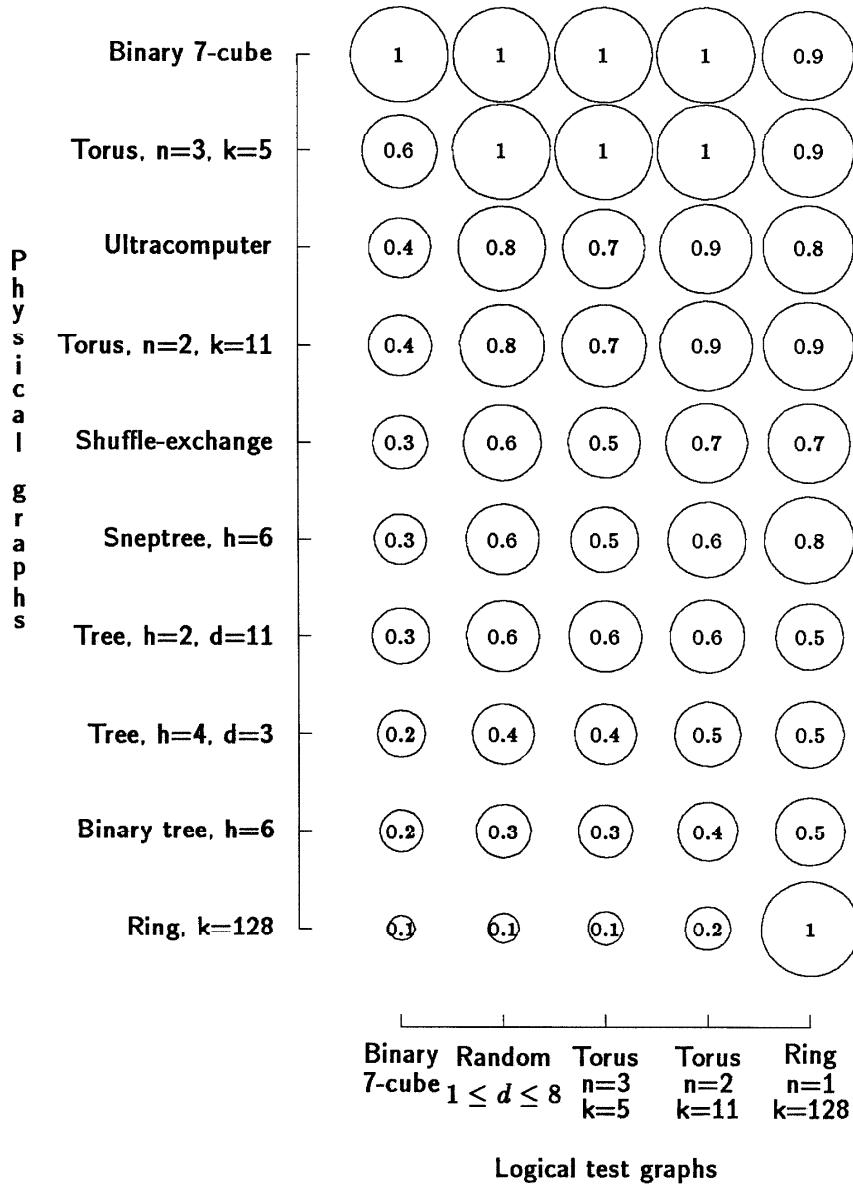 Physical graphs
Binary 7-cube 1 1 1 1 0.9
Torus, n=3, k=5 0.6 1 1 1 0.9
Ultracomputer 0.4 0.8 0.7 0.9 0.8
Torus, n=2, k=11 0.4 0.8 0.7 0.9 0.9
Shuffle-exchange 0.3 0.6 0.5 0.7 0.7
Sneptree, h=6 0.3 0.6 0.5 0.6 0.8
Tree, h=2, d=11 0.3 0.6 0.6 0.6 0.5
Tree, h=4, d=3 0.2 0.4 0.4 0.5 0.5
Binary tree, h=6 0.2 0.3 0.3 0.4 0.5
Ring, k=128 0.1 0.1 0.1 0.2 1
Binary Random Torus Torus Ring
7-cube 1 ≤ d ≤ 8 n=3 n=2 n=1
k=5 k=11 k=128
Logical test graphs